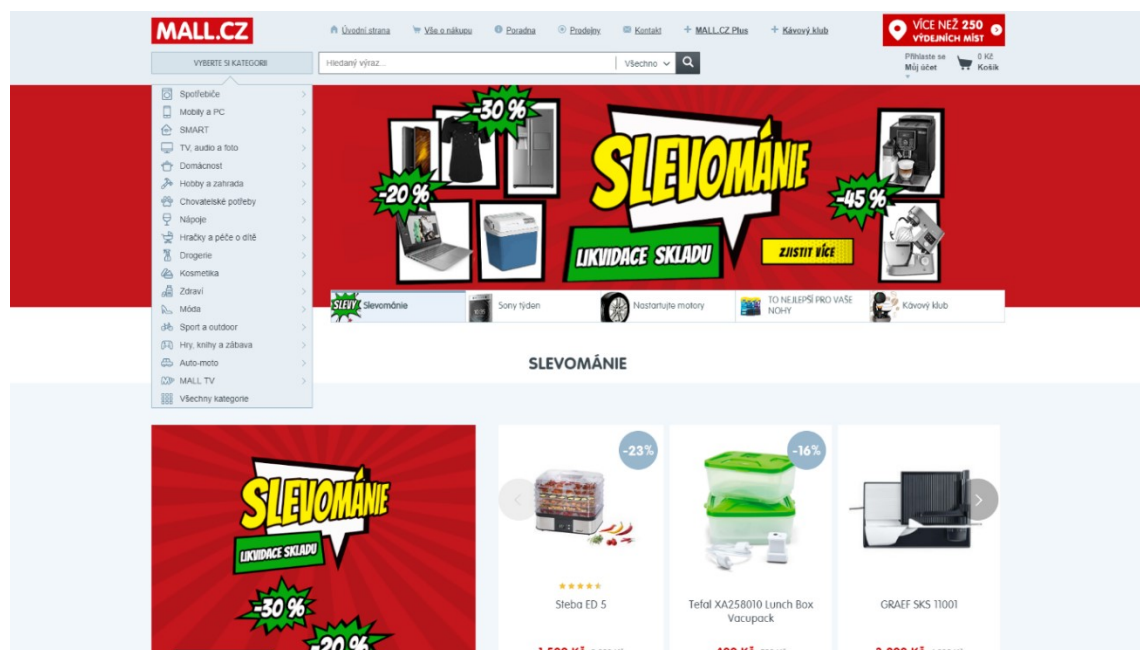 MALL.CZ
Úvodní strana
Vše o nákupu
Poradna
Prodejny
Kontakt
MALL.CZ Plus
Kávový klub
VÍCE NEŽ 250
VÝDEJNÍCH MÍST
VYBERTE SI KATEGORII
Hledaný výraz...
Všechno
Přihlaste se
Můj účet
0 Kč
Košík
Spotřebiče
Mobily a PC
SMART
TV, audio a foto
Domácnost
Hobby a zahrada
Chovatelské potřeby
Nápoje
Hračky a péče o dítě
Drogerie
Kosmetika
Zdraví
Móda
Sport a outdoor
Hry, knihy a zábava
Auto-moto
MALL TV
Všechny kategorie
-30 %
-20 %
SLEVOMÁNIE
LIKVIDACE SKLADU
-45 %
ZJISTIT VÍCE
SLEVY
Slevománie
Sony týden
Nastartujte motory
TO NEJLEPŠÍ PRO VAŠE
NOHY
Kávový klub
SLEVOMÁNIE
SLEVOMÁNIE
LIKVIDACE SKLADU
-30 %
-20 %
-23%
Steba ED 5
-16%
Tefal XA258010 Lunch Box
Vacupack
GRAEF SKS 11001